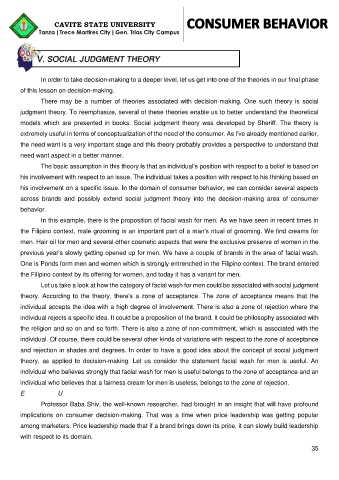 CAVITE STATE UNIVERSITY
Tanza | Trece Martires City | Gen. Trias City Campus
CONSUMER BEHAVIOR
V. SOCIAL JUDGMENT THEORY
In order to take decision-making to a deeper level, let us get into one of the theories in our final phase
of this lesson on decision-making.
There may be a number of theories associated with decision-making. One such theory is social
judgment theory. To reemphasize, several of these theories enable us to better understand the theoretical
models which are presented in books. Social judgment theory was developed by Sheriff. The theory is
extremely useful in terms of conceptualization of the need of the consumer. As I've already mentioned earlier,
the need want is a very important stage and this theory probably provides a perspective to understand that
need want aspect in a better manner.
The basic assumption in this theory is that an individual's position with respect to a belief is based on
his involvement with respect to an issue. The individual takes a position with respect to his thinking based on
his involvement on a specific issue. In the domain of consumer behavior, we can consider several aspects
across brands and possibly extend social judgment theory into the decision-making area of consumer
behavior.
In this example, there is the proposition of facial wash for men. As we have seen in recent times in
the Filipino context, male grooming is an important part of a man's ritual of grooming. We find creams for
men. Hair oil for men and several other cosmetic aspects that were the exclusive preserve of women in the
previous year's slowly getting opened up for men. We have a couple of brands in the area of facial wash.
One is Ponds form men and women which is strongly entrenched in the Filipino context. The brand entered
the Filipino context by its offering for women, and today it has a variant for men.
Let us take a look at how the category of facial wash for men could be associated with social judgment
theory. According to the theory, there's a zone of acceptance. The zone of acceptance means that the
individual accepts the idea with a high degree of involvement. There is also a zone of rejection where the
individual rejects a specific idea. It could be a proposition of the brand. It could be philosophy associated with
the religion and so on and so forth. There is also a zone of non-commitment, which is associated with the
individual. Of course, there could be several other kinds of variations with respect to the zone of acceptance
and rejection in shades and degrees. In order to have a good idea about the concept of social judgment
theory, as applied to decision-making. Let us consider the statement facial wash for men is useful. An
individual who believes strongly that facial wash for men is useful belongs to the zone of acceptance and an
individual who believes that a fairness cream for men is useless, belongs to the zone of rejection.
E U
Professor Baba Shiv, the well-known researcher, had brought in an insight that will have profound
implications on consumer decision-making. That was a time when price leadership was getting popular
among marketers. Price leadership made that if a brand brings down its price, it can slowly build leadership
with respect to its domain.
35